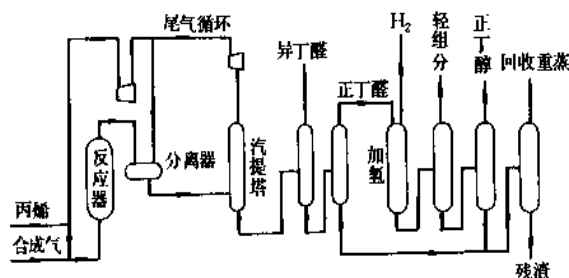 尾气循环
异丁醛
正丁醛
H₂
轻组分
正丁醇
回收重蒸
反应器
分离器
汽提塔
加氢
丙烯
合成气
残渣